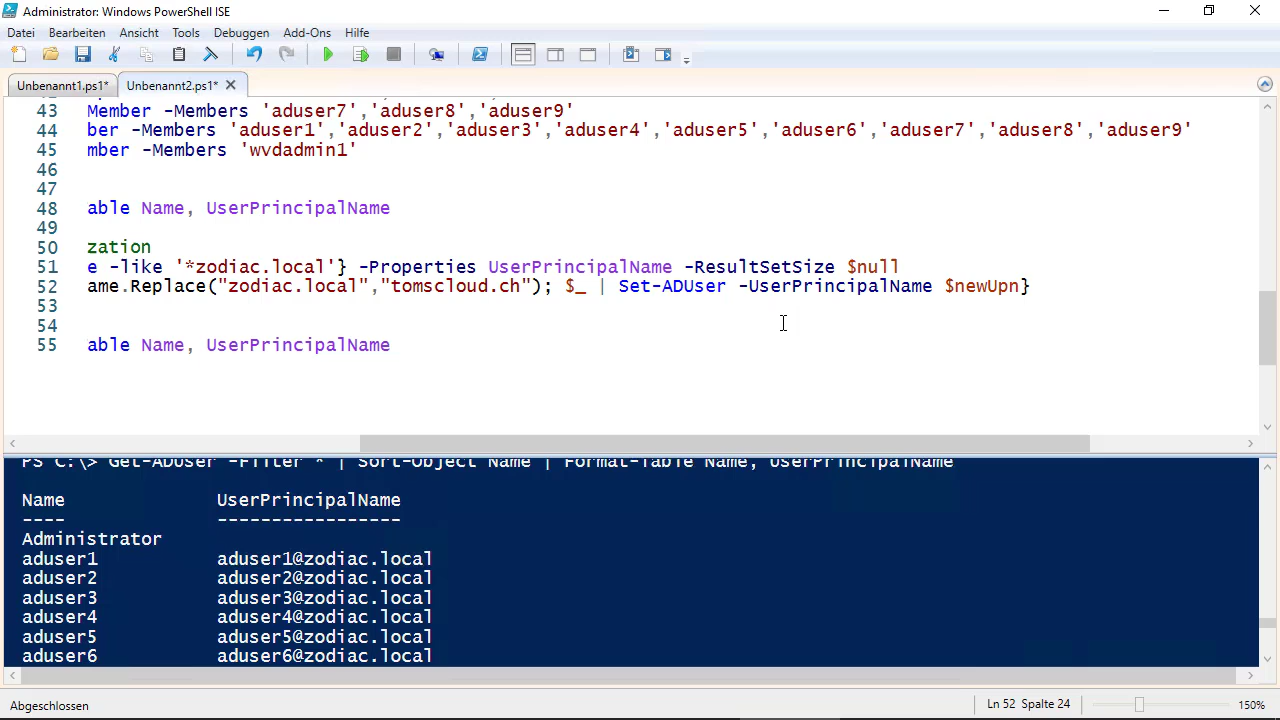 Administrator: Windows PowerShell ISE
Datei Bearbeiten Ansicht Tools Debuggen Add-Ons Hilfe
Unbenannt1.ps1* Unbenannt2.ps1*
43 Member -Members 'aduser7','aduser8','aduser9'
44 ber -Members 'aduser1','aduser2','aduser3','aduser4','aduser5','aduser6','aduser7','aduser8','aduser9'
45 mber -Members 'wvdadmin1'
46
47
48 able Name, UserPrincipalName
49
50 zation
51 e -like '*zodiac.local'} -Properties UserPrincipalName -ResultSetSize $null
52 ame.Replace("zodiac.local","tomscloud.ch"); $_ | Set-ADUser -UserPrincipalName $newUpn}
53
54
55 able Name, UserPrincipalName
PS C:\> Get-ADUser -Filter * | Sort-Object Name | Format-Table Name, UserPrincipalName
Name UserPrincipalName
---- -----------------
Administrator
aduser1 aduser1@zodiac.local
aduser2 aduser2@zodiac.local
aduser3 aduser3@zodiac.local
aduser4 aduser4@zodiac.local
aduser5 aduser5@zodiac.local
aduser6 aduser6@zodiac.local
Abgeschlossen Ln 52 Spalte 24 150%